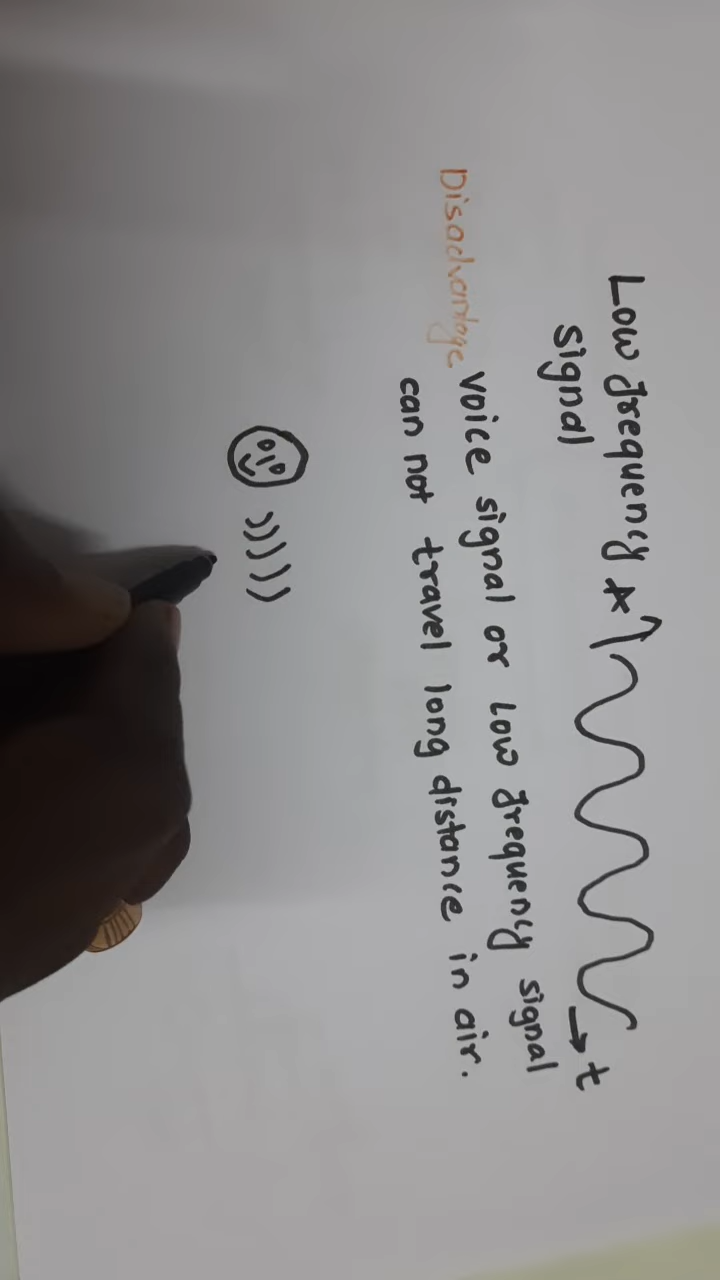 Low frequency A
signal
t
Disadvantage voice signal or Low frequency signal
can not travel long distance in air.